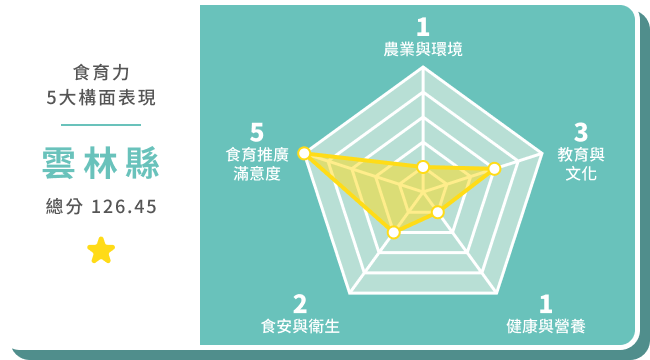 食育力
5大構面表現
雲林縣
總分 126.45
1
農業與環境
5
食育推廣
滿意度
3
教育與
文化
2
食安與衛生
1
健康與營養